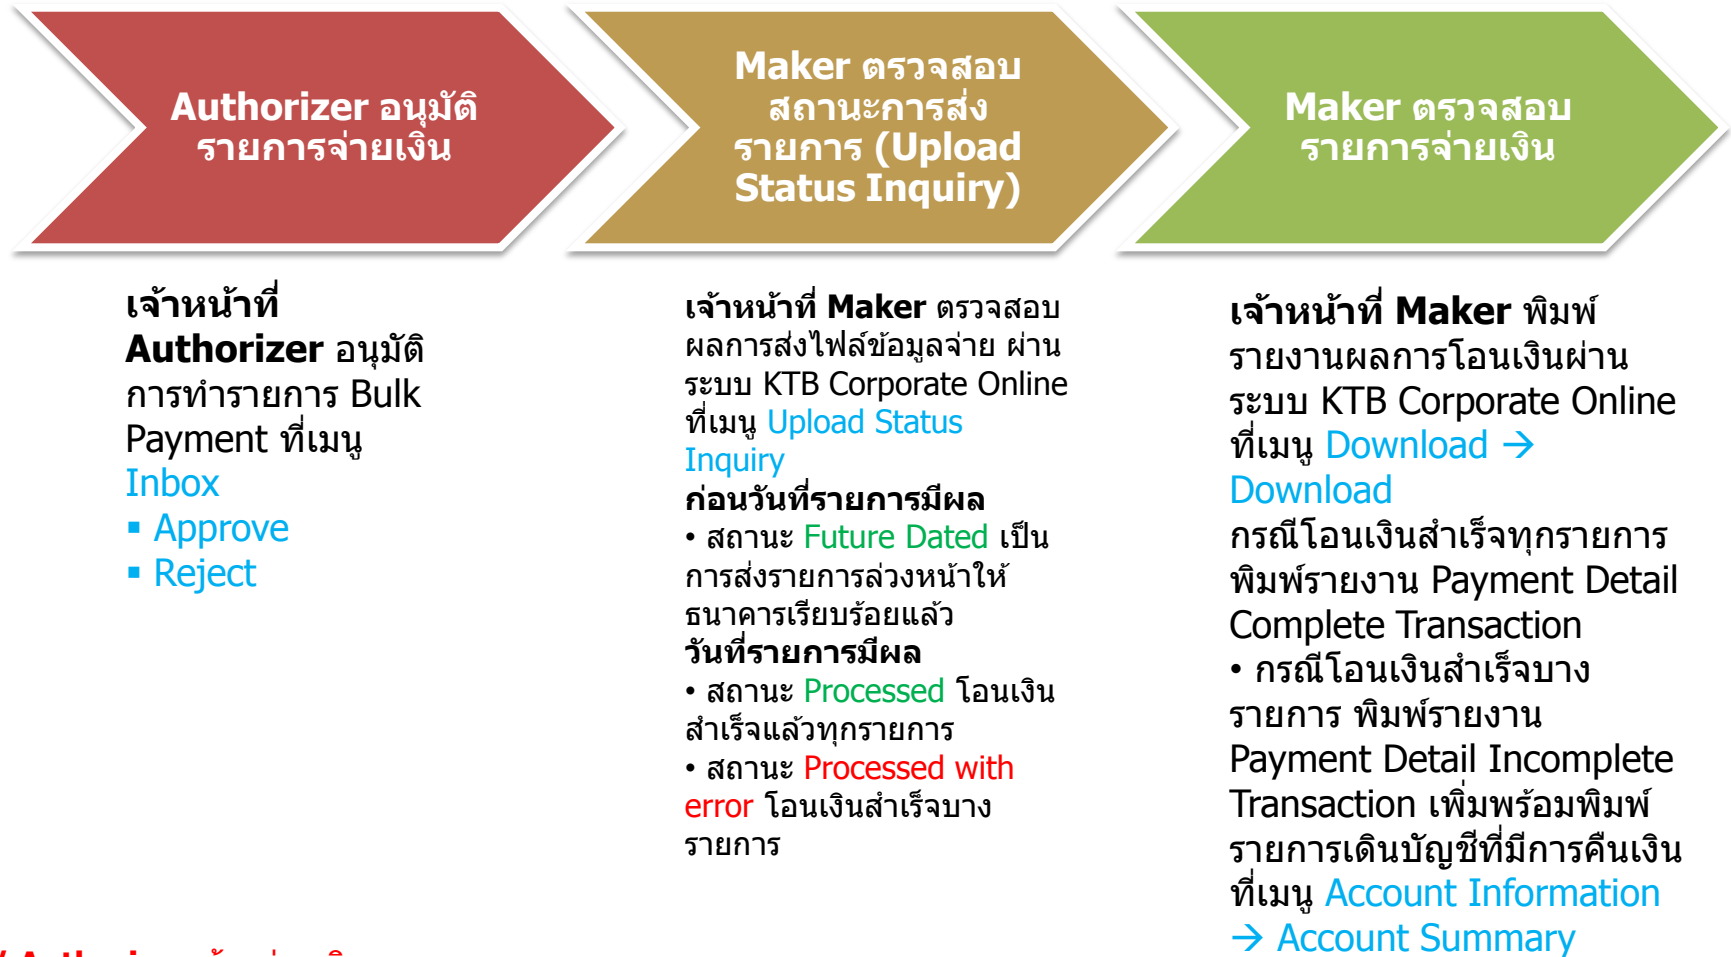 Authorizer อนุมัติ
รายการจ่ายเงิน
Maker ตรวจสอบ
สถานะการส่ง
รายการ (Upload
Status Inquiry)
Maker ตรวจสอบ
รายการจ่ายเงิน
เจ้าหน้าที่
Authorizer อนุมัติ
การทำรายการ Bulk
Payment ที่เมนู
Inbox
▪ Approve
▪ Reject
เจ้าหน้าที่ Maker ตรวจสอบ
ผลการส่งไฟล์ข้อมูลจ่าย ผ่าน
ระบบ KTB Corporate Online
ที่เมนู Upload Status
Inquiry
ก่อนวันที่รายการมีผล
• สถานะ Future Dated เป็น
การส่งรายการล่วงหน้าให้
ธนาคารเรียบร้อยแล้ว
วันที่รายการมีผล
• สถานะ Processed โอนเงิน
สำเร็จแล้วทุกรายการ
• สถานะ Processed with
error โอนเงินสำเร็จบาง
รายการ
เจ้าหน้าที่ Maker พิมพ์
รายงานผลการโอนเงินผ่าน
ระบบ KTB Corporate Online
ที่เมนู Download →
Download
กรณีโอนเงินสำเร็จทุกรายการ
พิมพ์รายงาน Payment Detail
Complete Transaction
• กรณีโอนเงินสำเร็จบาง
รายการ พิมพ์รายงาน
Payment Detail Incomplete
Transaction เพิ่มพร้อมพิมพ์
รายการเดินบัญชีที่มีการคืนเงิน
ที่เมนู Account Information
→ Account Summary